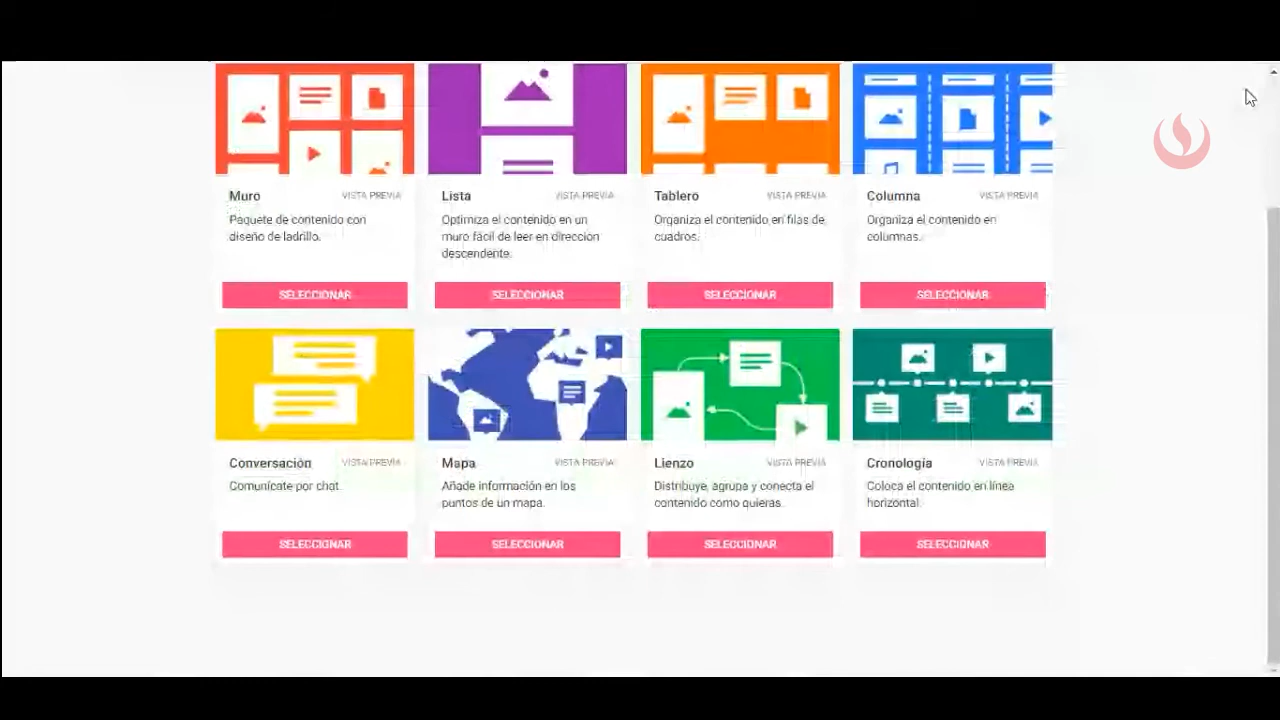 Muro VISTA PREVIA
Paquete de contenido con
diseño de ladrillo.
SELECCIONAR
Lista VISTA PREVIA
Optimiza el contenido en un
muro fácil de leer en dirección
descendente.
SELECCIONAR
Tablero VISTA PREVIA
Organiza el contenido en filas de
cuadros.
SELECCIONAR
Columna VISTA PREVIA
Organiza el contenido en
columnas.
SELECCIONAR
Conversación VISTA PREVIA
Comunícate por chat.
SELECCIONAR
Mapa VISTA PREVIA
Añade información en los
puntos de un mapa.
SELECCIONAR
Lienzo VISTA PREVIA
Distribuye, agrupa y conecta el
contenido como quieras.
SELECCIONAR
Cronología VISTA PREVIA
Coloca el contenido en línea
horizontal.
SELECCIONAR